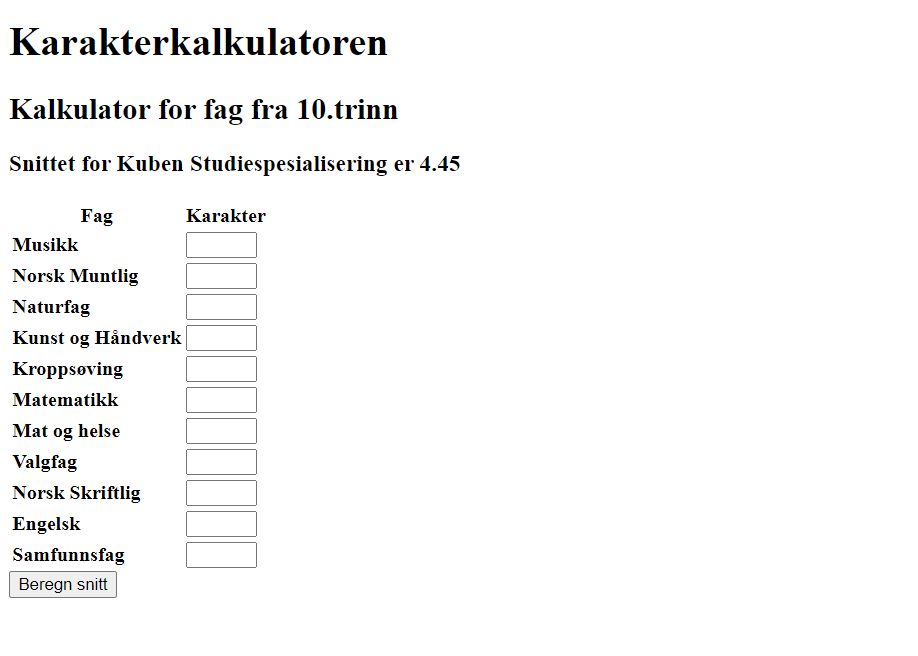 Karakterkalkulatoren
Kalkulator for fag fra 10.trinn
Snittet for Kuben Studiespesialisering er 4.45
Fag Karakter
Musikk
Norsk Muntlig
Naturfag
Kunst og Håndverk
Kroppsøving
Matematikk
Mat og helse
Valgfag
Norsk Skriftlig
Engelsk
Samfunnsfag
Beregn snitt